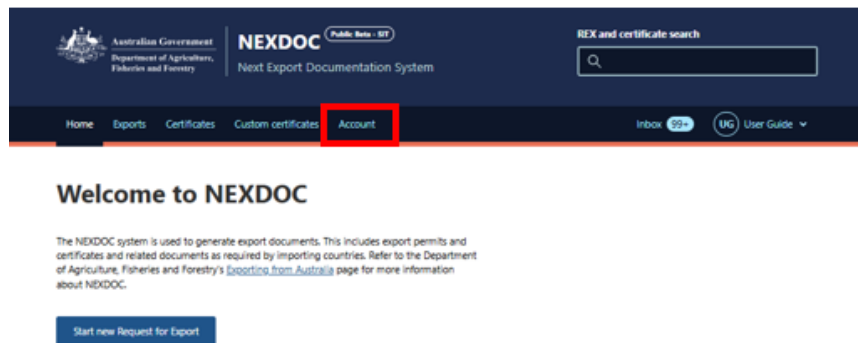 Australian Government
Department of Agriculture,
Fisheries and Forestry
NEXDOC Public Beta - SIT
Next Export Documentation System
REX and certificate search
Home Exports Certificates Custom certificates Account Inbox 99+ UG User Guide
Welcome to NEXDOC
The NEXDOC system is used to generate export documents. This includes export permits and
certificates and related documents as required by importing countries. Refer to the Department
of Agriculture, Fisheries and Forestry's Exporting from Australia page for more information
about NEXDOC.
Start new Request for Export